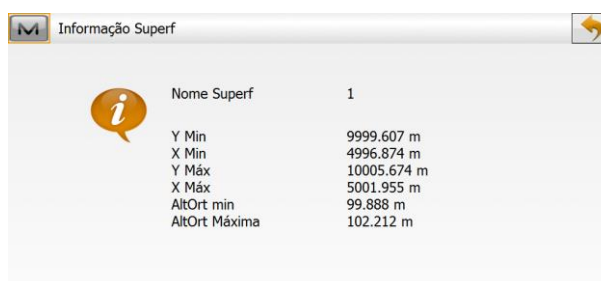 Informação Superf
Nome Superf 1
Y Min 9999.607 m
X Min 4996.874 m
Y Máx 10005.674 m
X Máx 5001.955 m
AltOrt min 99.888 m
AltOrt Máxima 102.212 m